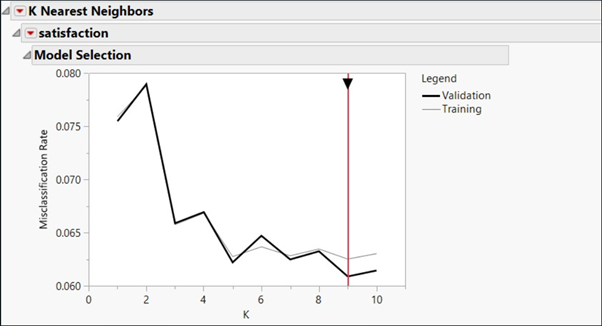 K Nearest Neighbors
satisfaction
Model Selection
0.080
0.075
0.070
0.065
0.060
Misclassification Rate
0 2 4 6 8 10
K
Legend
Validation
Training